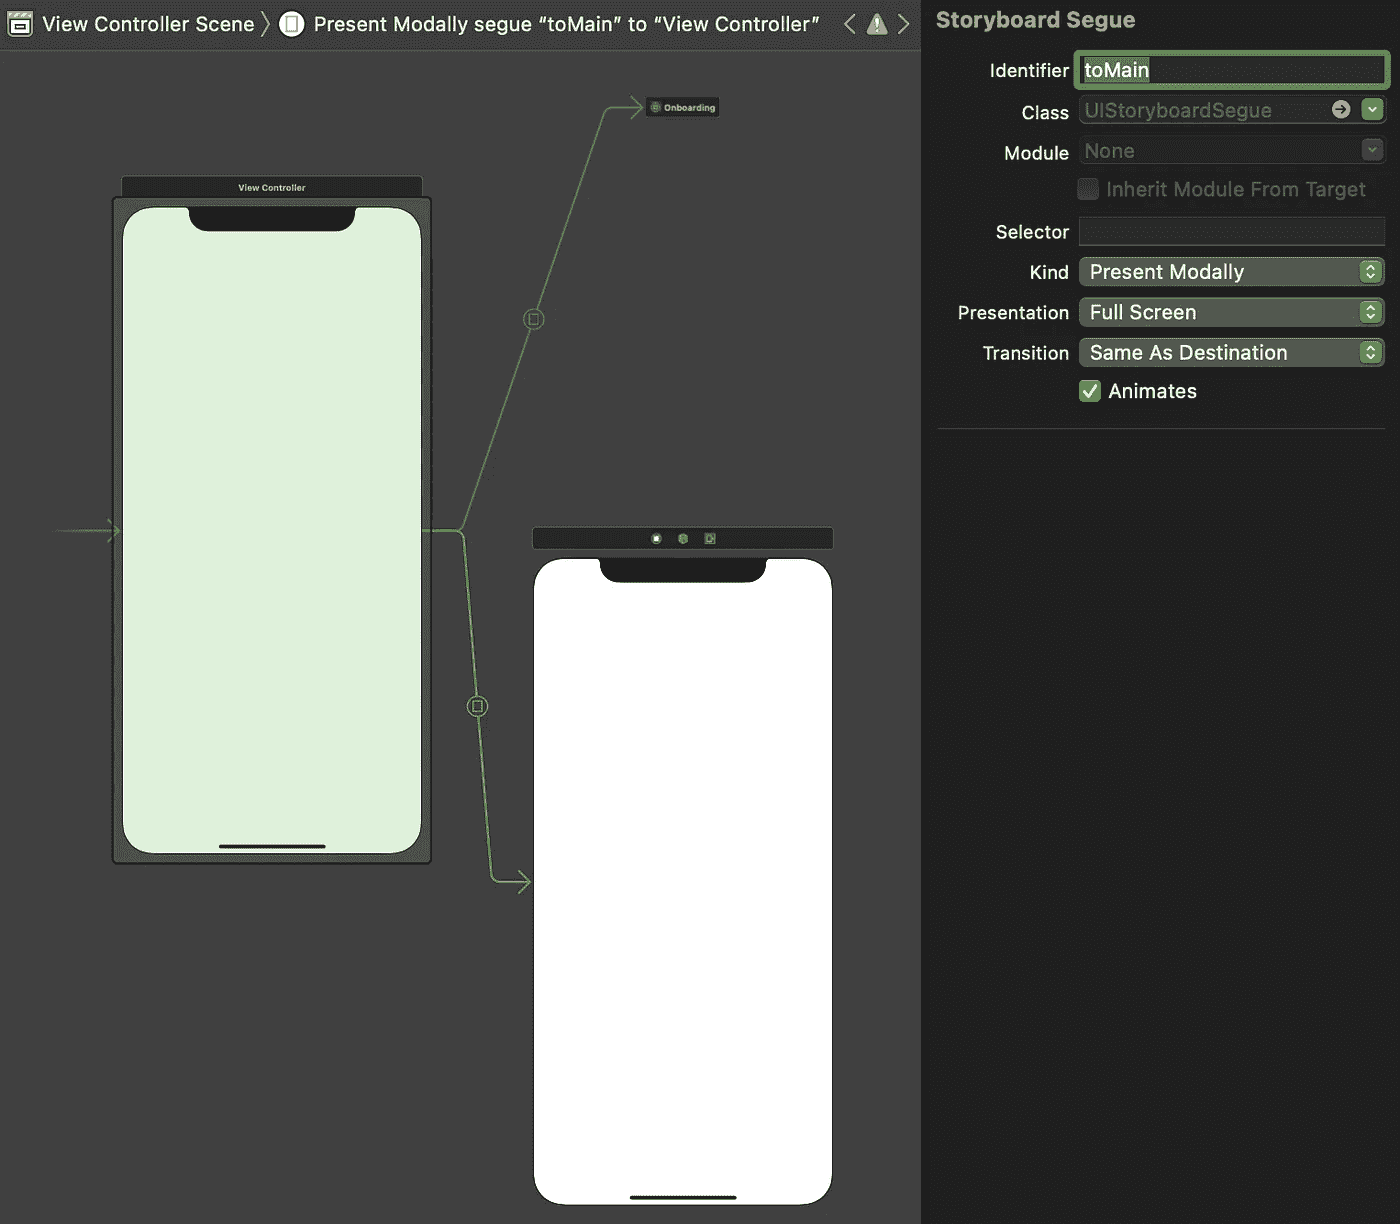 View Controller Scene Present Modally segue “toMain” to “View Controller”
Onboarding
View Controller
Storyboard Segue
Identifier toMain
Class UIStoryboardSegue
Module None
Inherit Module From Target
Selector
Kind Present Modally
Presentation Full Screen
Transition Same As Destination
Animates